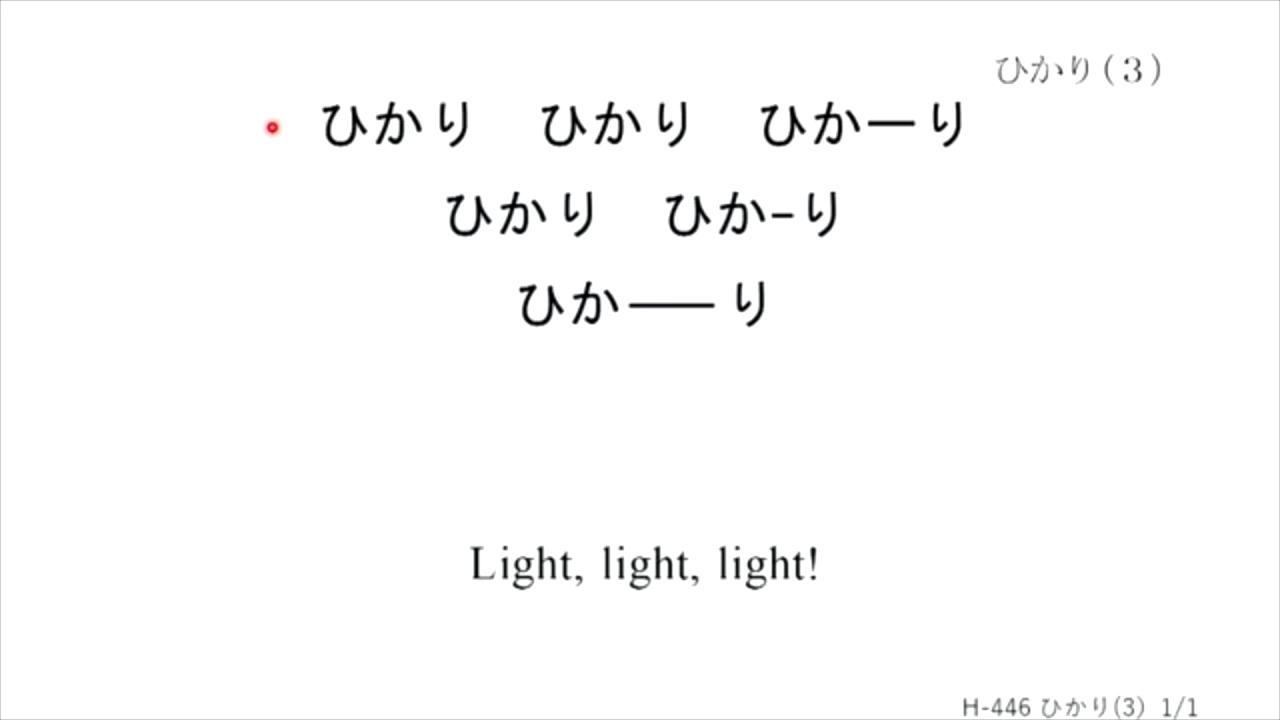 ひかり(3)
ひかり　ひかり　ひかーり
ひかり　ひか-り
ひか――り
Light, light, light!
H-446 ひかり(3) 1/1